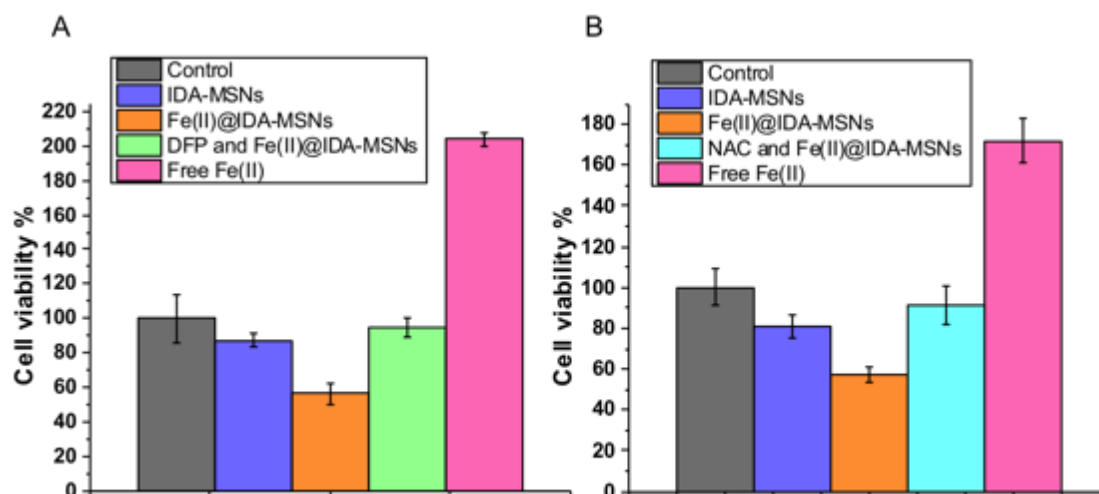 A
Control
IDA-MSNs
Fe(II)@IDA-MSNs
DFP and Fe(II)@IDA-MSNs
Free Fe(II)
Cell viability %
220
200
180
160
140
120
100
80
60
40
20
0
B
Control
IDA-MSNs
Fe(II)@IDA-MSNs
NAC and Fe(II)@IDA-MSNs
Free Fe(II)
Cell viability %
180
160
140
120
100
80
60
40
20
0